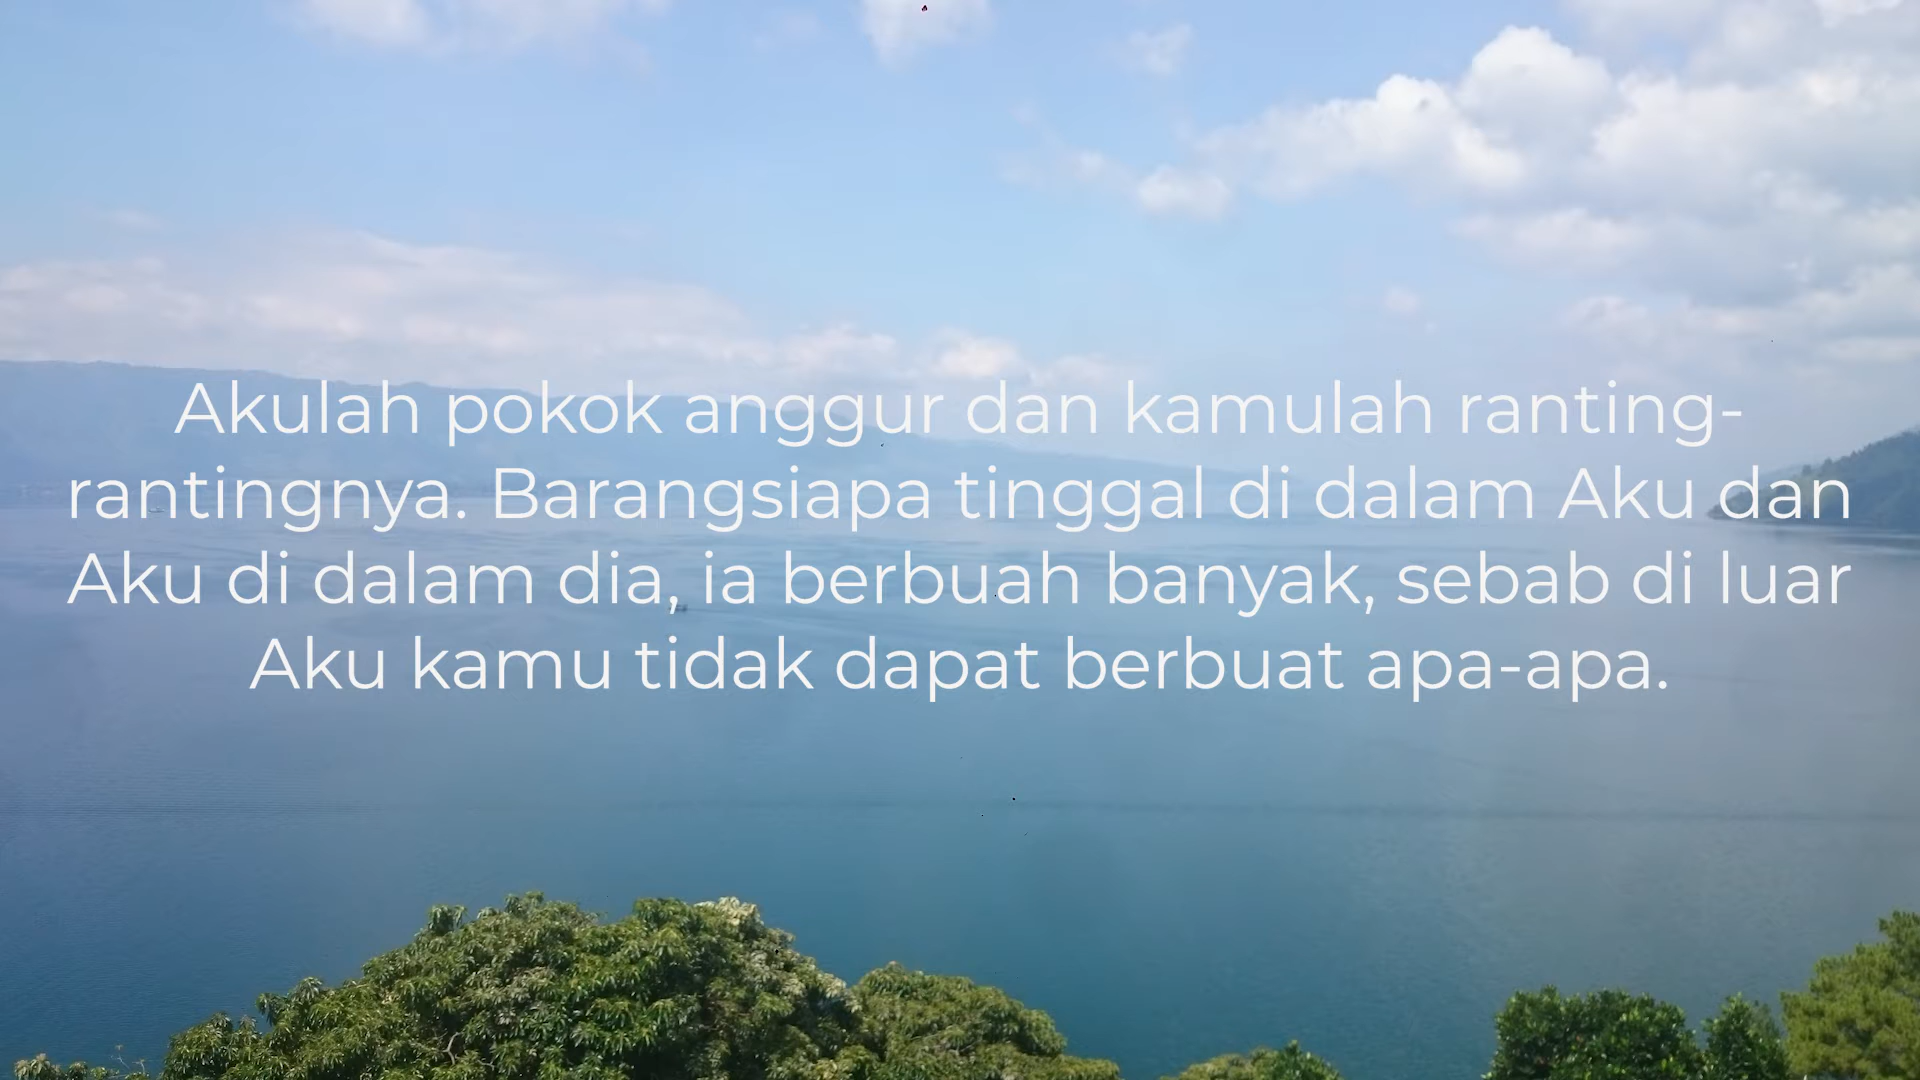 Akulah pokok anggur dan kamulah ranting-
rantingnya. Barangsiapa tinggal di dalam Aku dan
Aku di dalam dia, ia berbuah banyak, sebab di luar
Aku kamu tidak dapat berbuat apa-apa.